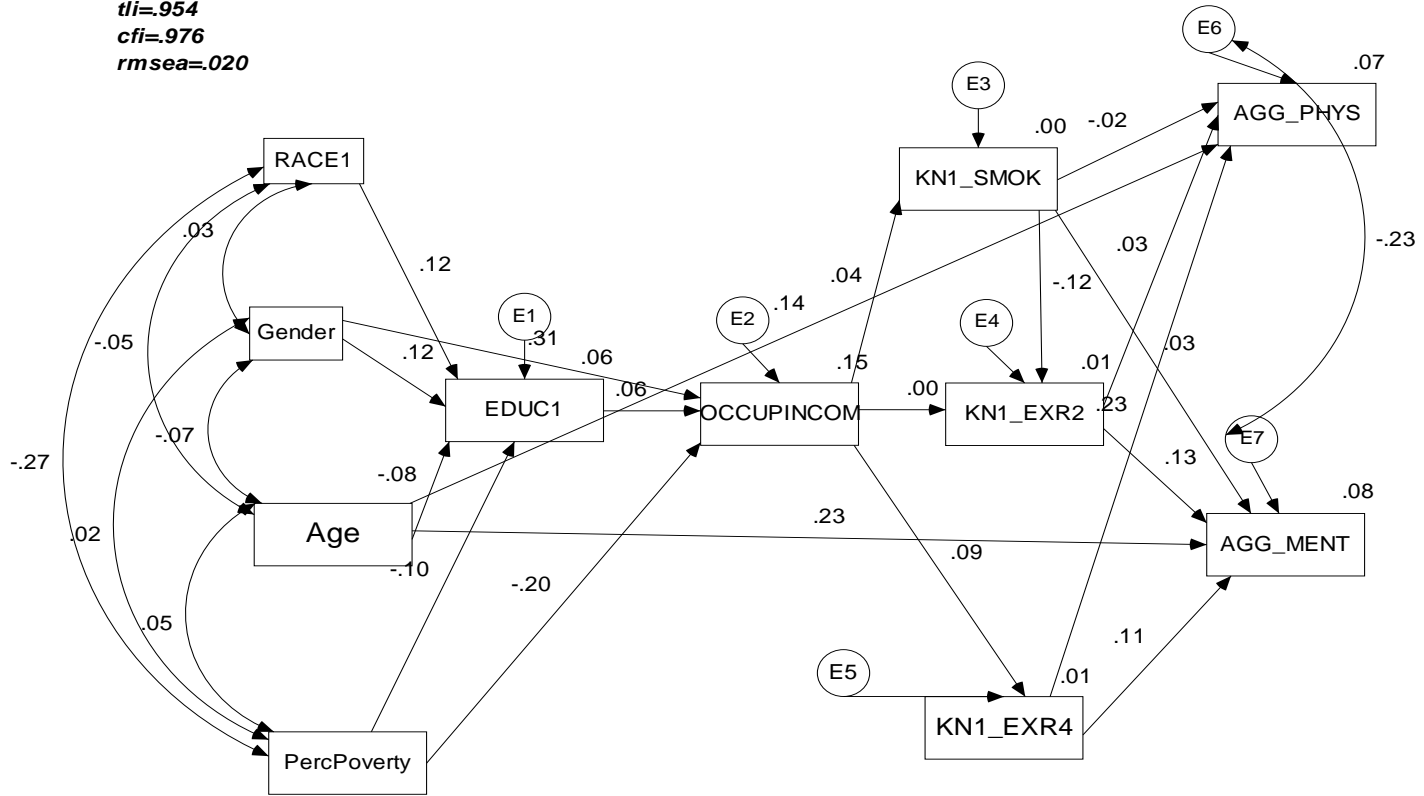 tli=.954
cfi=.976
rmsea=.020
E6
.07
AGG_PHYS
E3
.00
-.02
KN1_SMOK
RACE1
.03
.12
-.05
Gender
.12
E1
.31
.06
.06
EDUC1
E2
.14
.04
.15
OCCUPINCOM
.00
E4
-.12
.03
.01
.23
KN1_EXR2
.03
-.23
.13
E7
.08
AGG_MENT
-.07
-.27
-.08
Age
.02
-.10
.23
-.20
.09
.05
.11
E5
.01
KN1_EXR4
PercPoverty